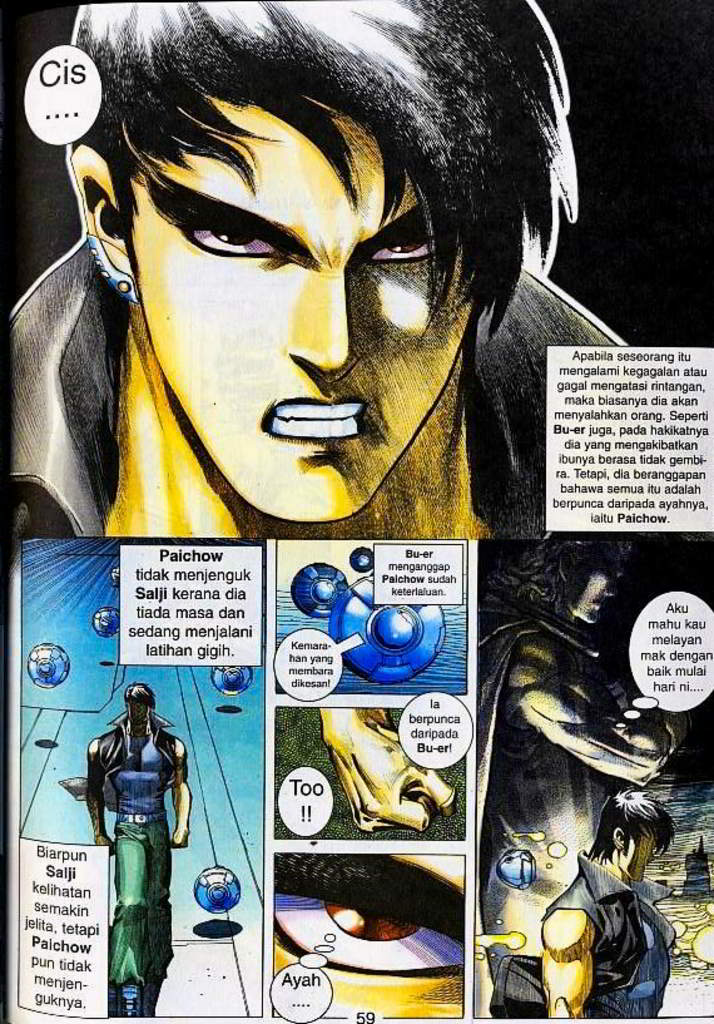 Cis
....
Apabila seseorang itu
mengalami kegagalan atau
gagal mengatasi rintangan,
maka biasanya dia akan
menyalahkan orang. Seperti
Bu-er juga, pada hakikatnya
dia yang mengakibatkan
ibunya berasa tidak gembi-
ra. Tetapi, dia beranggapan
bahawa semua itu adalah
berpunca daripada ayahnya,
iaitu Paichow.
Paichow
tidak menjenguk
Salji kerana dia
tiada masa dan
sedang menjalani
latihan gigih.
Biarpun
Salji
kelihatan
semakin
jelita, tetapi
Paichow
pun tidak
menjen-
guknya.
Bu-er
menganggap
Paichow sudah
keterlaluan.
Kemara-
han yang
membara
dikesan!
Ia
berpunca
daripada
Bu-er!
Too
!!
Ayah
....
Aku
mahu kau
melayan
mak dengan
baik mulai
hari ni....
59